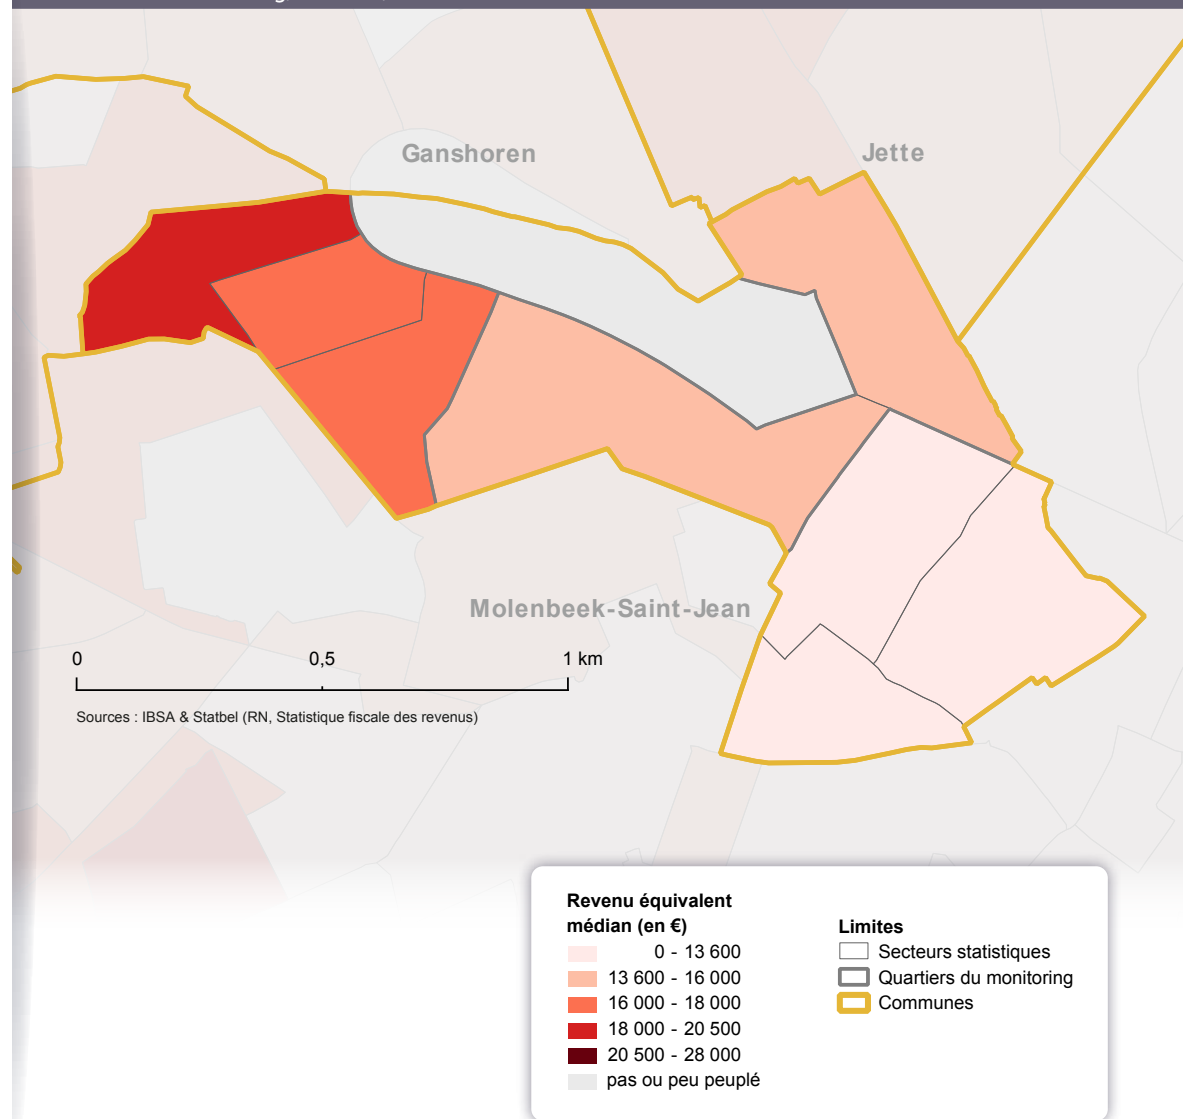 Ganshoren
Jette
Molenbeek-Saint-Jean
0 0,5 1 km
Sources : IBSA & Statbel (RN, Statistique fiscale des revenus)
Revenu équivalent
médian (en €)
0 - 13 600
13 600 - 16 000
16 000 - 18 000
18 000 - 20 500
20 500 - 28 000
pas ou peu peuplé
Limites
Secteurs statistiques
Quartiers du monitoring
Communes